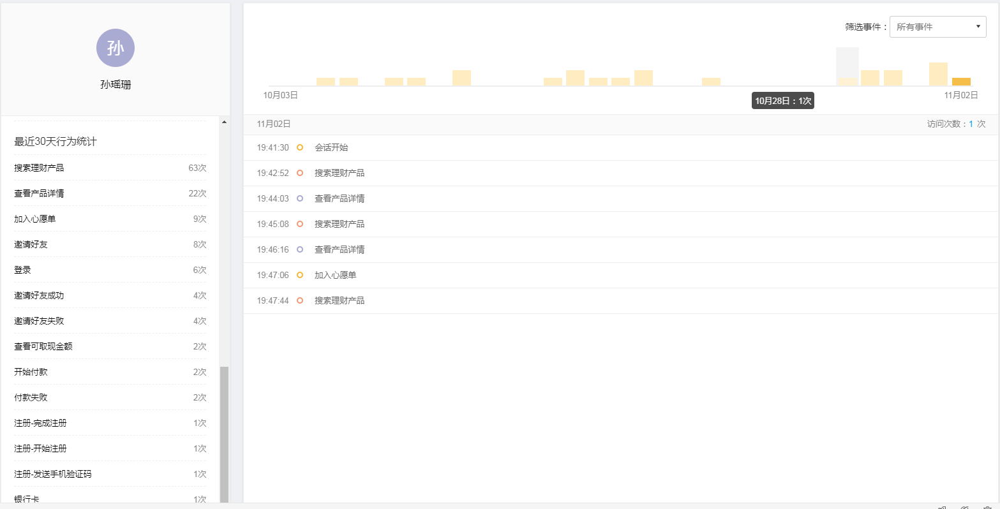 孙
孙瑶珊
最近30天行为统计
搜索理财产品 63次
查看产品详情 22次
加入心愿单 9次
邀请好友 8次
登录 6次
邀请好友成功 4次
邀请好友失败 4次
查看可取现金额 2次
开始付款 2次
付款失败 2次
注册-完成注册 1次
注册-开始注册 1次
注册-发送手机验证码 1次
银行卡 1次
筛选事件： 所有事件
10月03日 11月02日
10月28日：1次
11月02日 访问次数：1 次
19:41:30 会话开始
19:42:52 搜索理财产品
19:44:03 查看产品详情
19:45:08 搜索理财产品
19:46:16 查看产品详情
19:47:06 加入心愿单
19:47:44 搜索理财产品